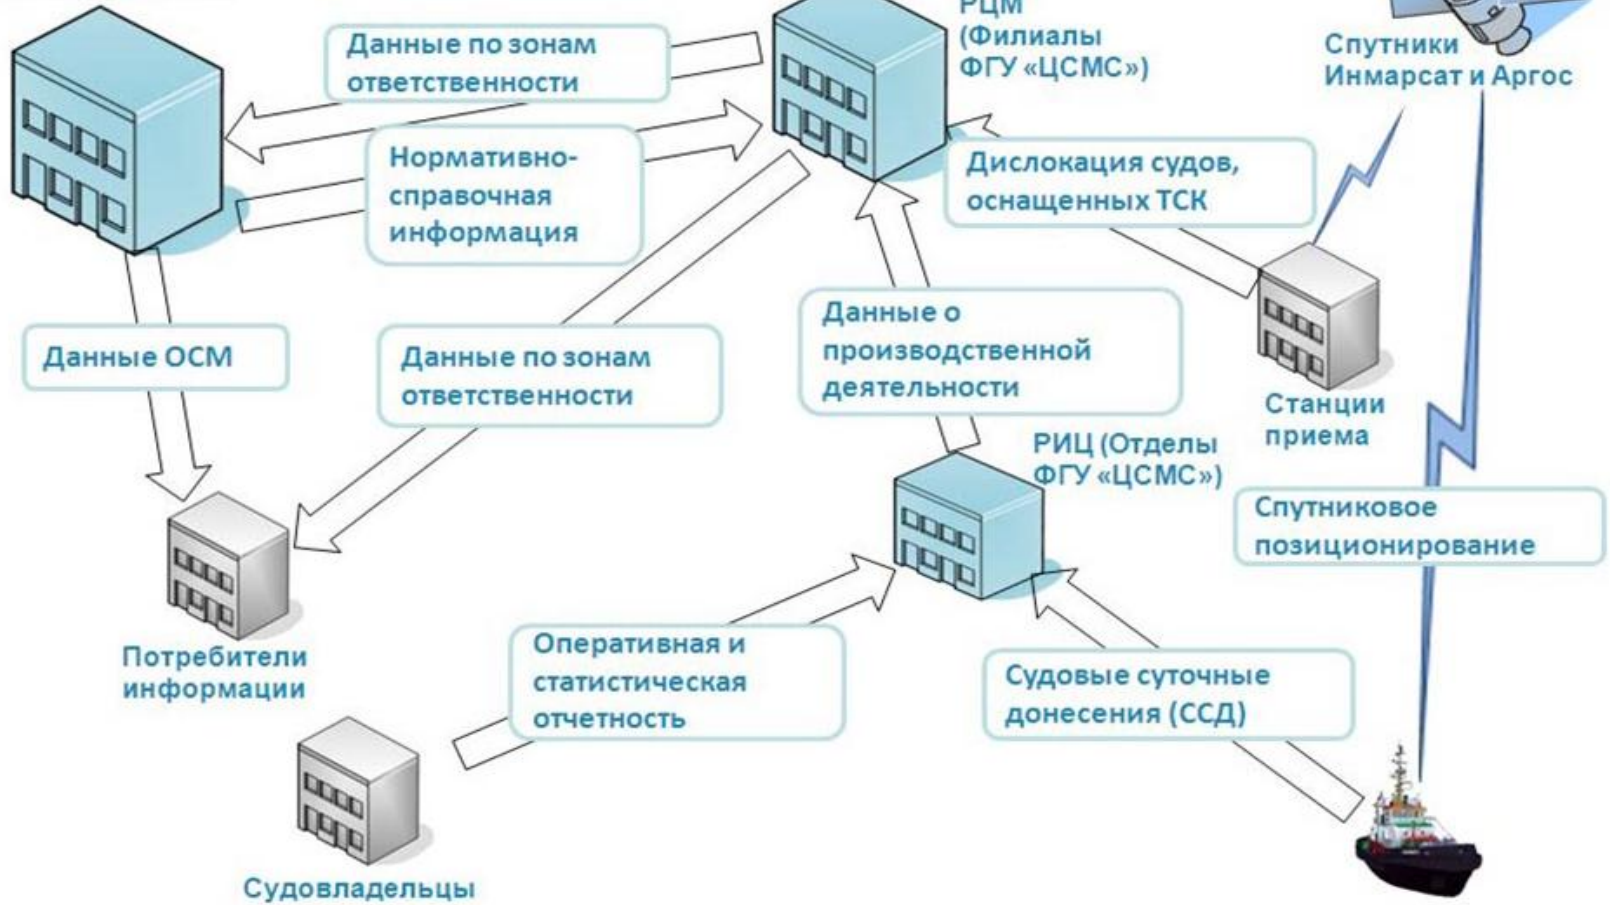 РЦМ
(Филиалы
ФГУ «ЦСМС»)
Спутники
Инмарсат и Аргос
Данные по зонам
ответственности
Нормативно-
справочная
информация
Дислокация судов,
оснащенных ТСК
Данные ОСМ
Данные по зонам
ответственности
Данные о
производственной
деятельности
Станции
приема
РИЦ (Отделы
ФГУ «ЦСМС»)
Спутниковое
позиционирование
Потребители
информации
Оперативная и
статистическая
отчетность
Судовые суточные
донесения (ССД)
Судовладельцы